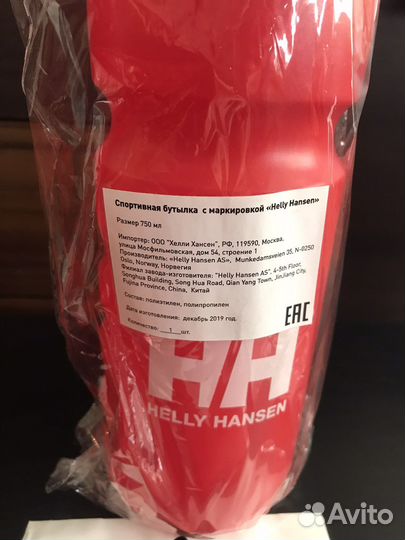 Спортивная бутылка с маркировкой «Helly Hansen»
Размер 750 мл
Импортер: ООО "Хелли Хансен", РФ, 119590, Москва,
улица Мосфильмовская, дом 54, строение 1
Производитель: «Helly Hansen AS», Munkedamsveien 35, N-0250
Oslo, Norway, Норвегия
Филиал завода-изготовителя: "Helly Hansen AS", 4-5th Floor,
Songhua Building, Song Hua Road, Qian Yang Town, JinJiang City,
Fujina Province, China, Китай
Состав: полиэтилен, полипропилен
Дата изготовления: декабрь 2019 год.
Количество: __1__шт.
EAC
HH
HELLY HANSEN
Avito